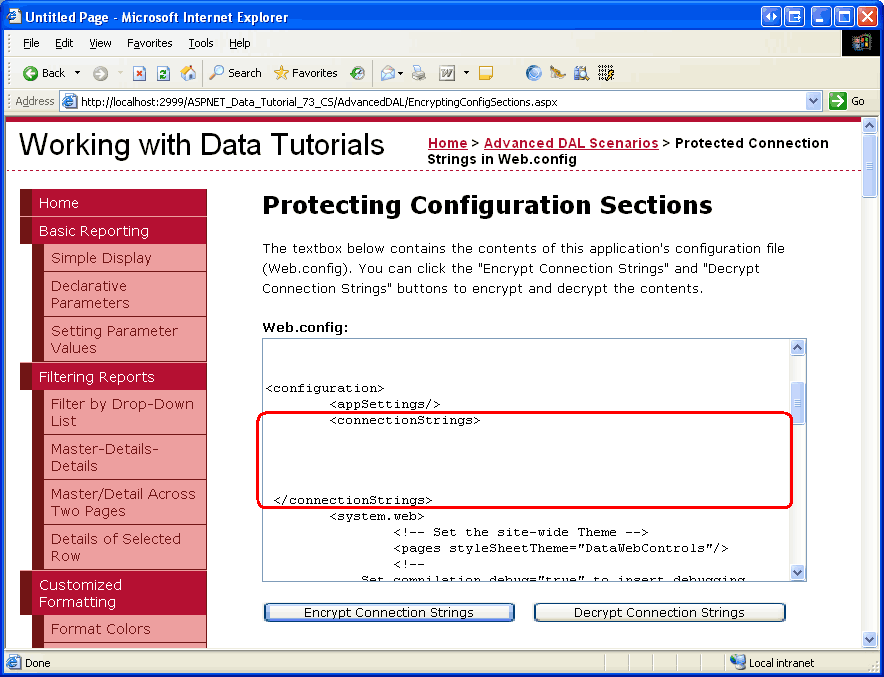 Untitled Page - Microsoft Internet Explorer
File Edit View Favorites Tools Help
Back Search Favorites
Address http://localhost:2999/ASPNET_Data_Tutorial_73_CS/AdvancedDAL/EncryptingConfigSections.aspx Go
Working with Data Tutorials
Home > Advanced DAL Scenarios > Protected Connection
Strings in Web.config
Home
Basic Reporting
Simple Display
Declarative
Parameters
Setting Parameter
Values
Filtering Reports
Filter by Drop-Down
List
Master-Details-
Details
Master/Detail Across
Two Pages
Details of Selected
Row
Customized
Formatting
Format Colors
Protecting Configuration Sections
The textbox below contains the contents of this application's configuration file
(Web.config). You can click the "Encrypt Connection Strings" and "Decrypt
Connection Strings" buttons to encrypt and decrypt the contents.
Web.config:
<configuration>
<appSettings/>
<connectionStrings>
</connectionStrings>
<system.web>
<!-- Set the site-wide Theme -->
<pages styleSheetTheme="DataWebControls"/>
<!--
Set compilation debug="true" to insert debugging
Encrypt Connection Strings Decrypt Connection Strings
Done Local intranet